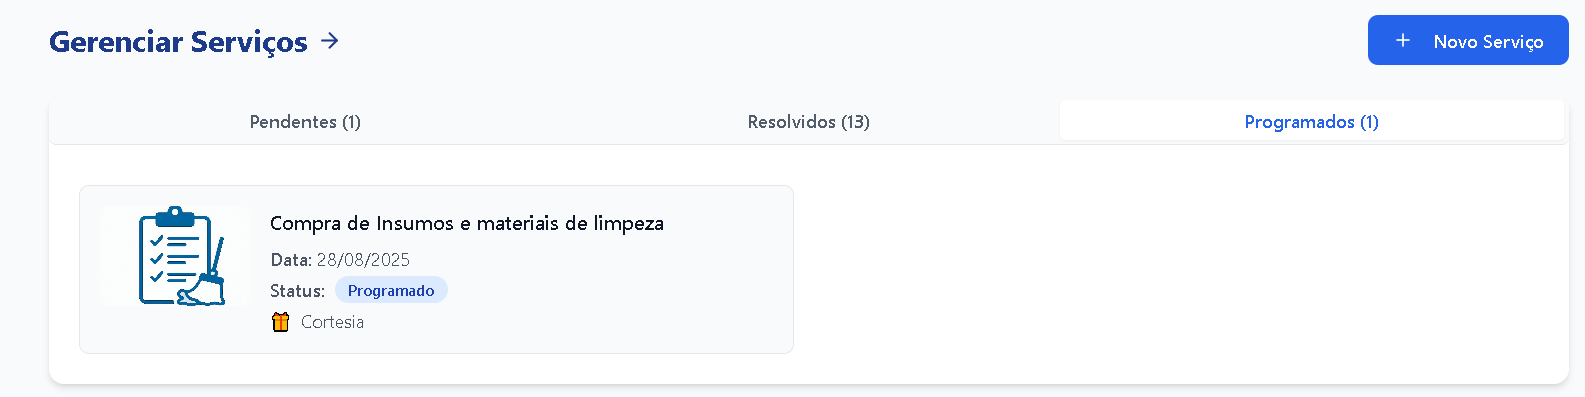 Gerenciar Serviços →
+ Novo Serviço
Pendentes (1)
Resolvidos (13)
Programados (1)
Compra de Insumos e materiais de limpeza
Data: 28/08/2025
Status: Programado
Cortesia